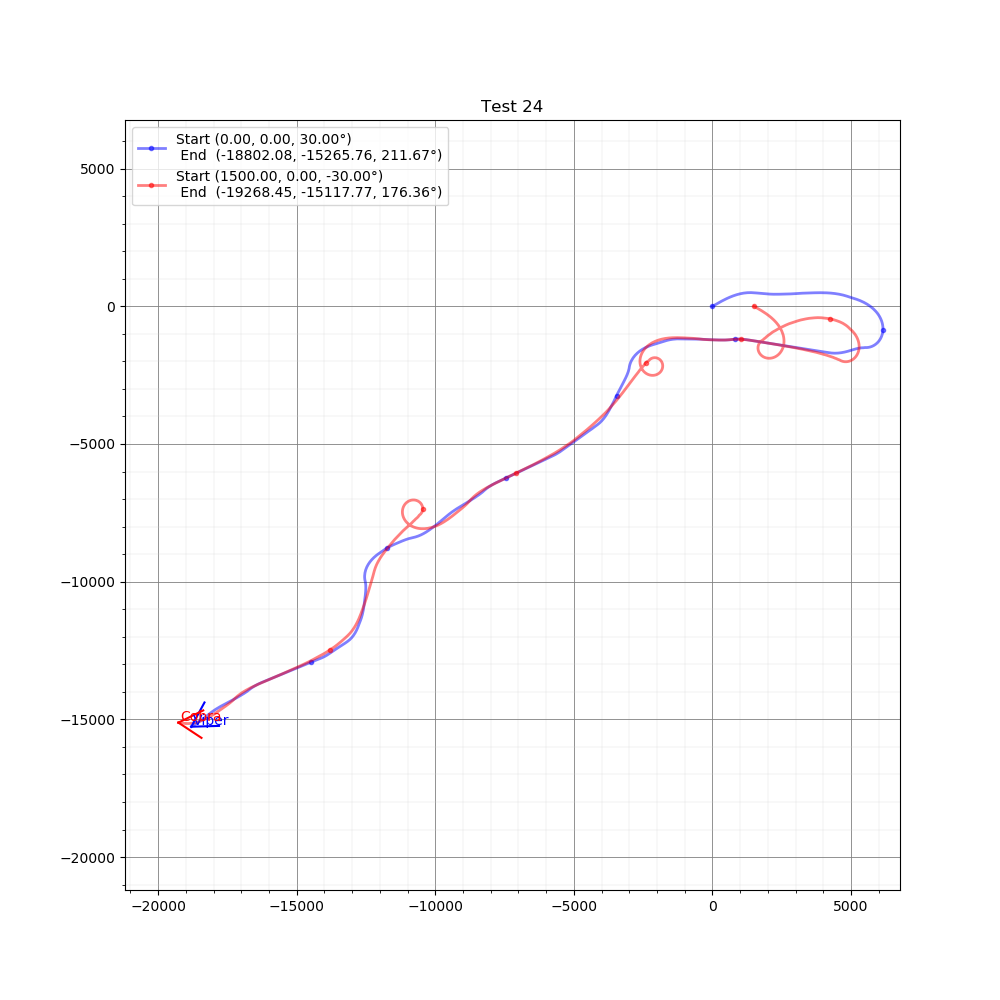 Test 24
Start (0.00, 0.00, 30.00°)
End  (-18802.08, -15265.76, 211.67°)
Start (1500.00, 0.00, -30.00°)
End  (-19268.45, -15117.77, 176.36°)
5000
0
−5000
−10000
−15000
−20000
Cobra
Viper
−20000 −15000 −10000 −5000 0 5000